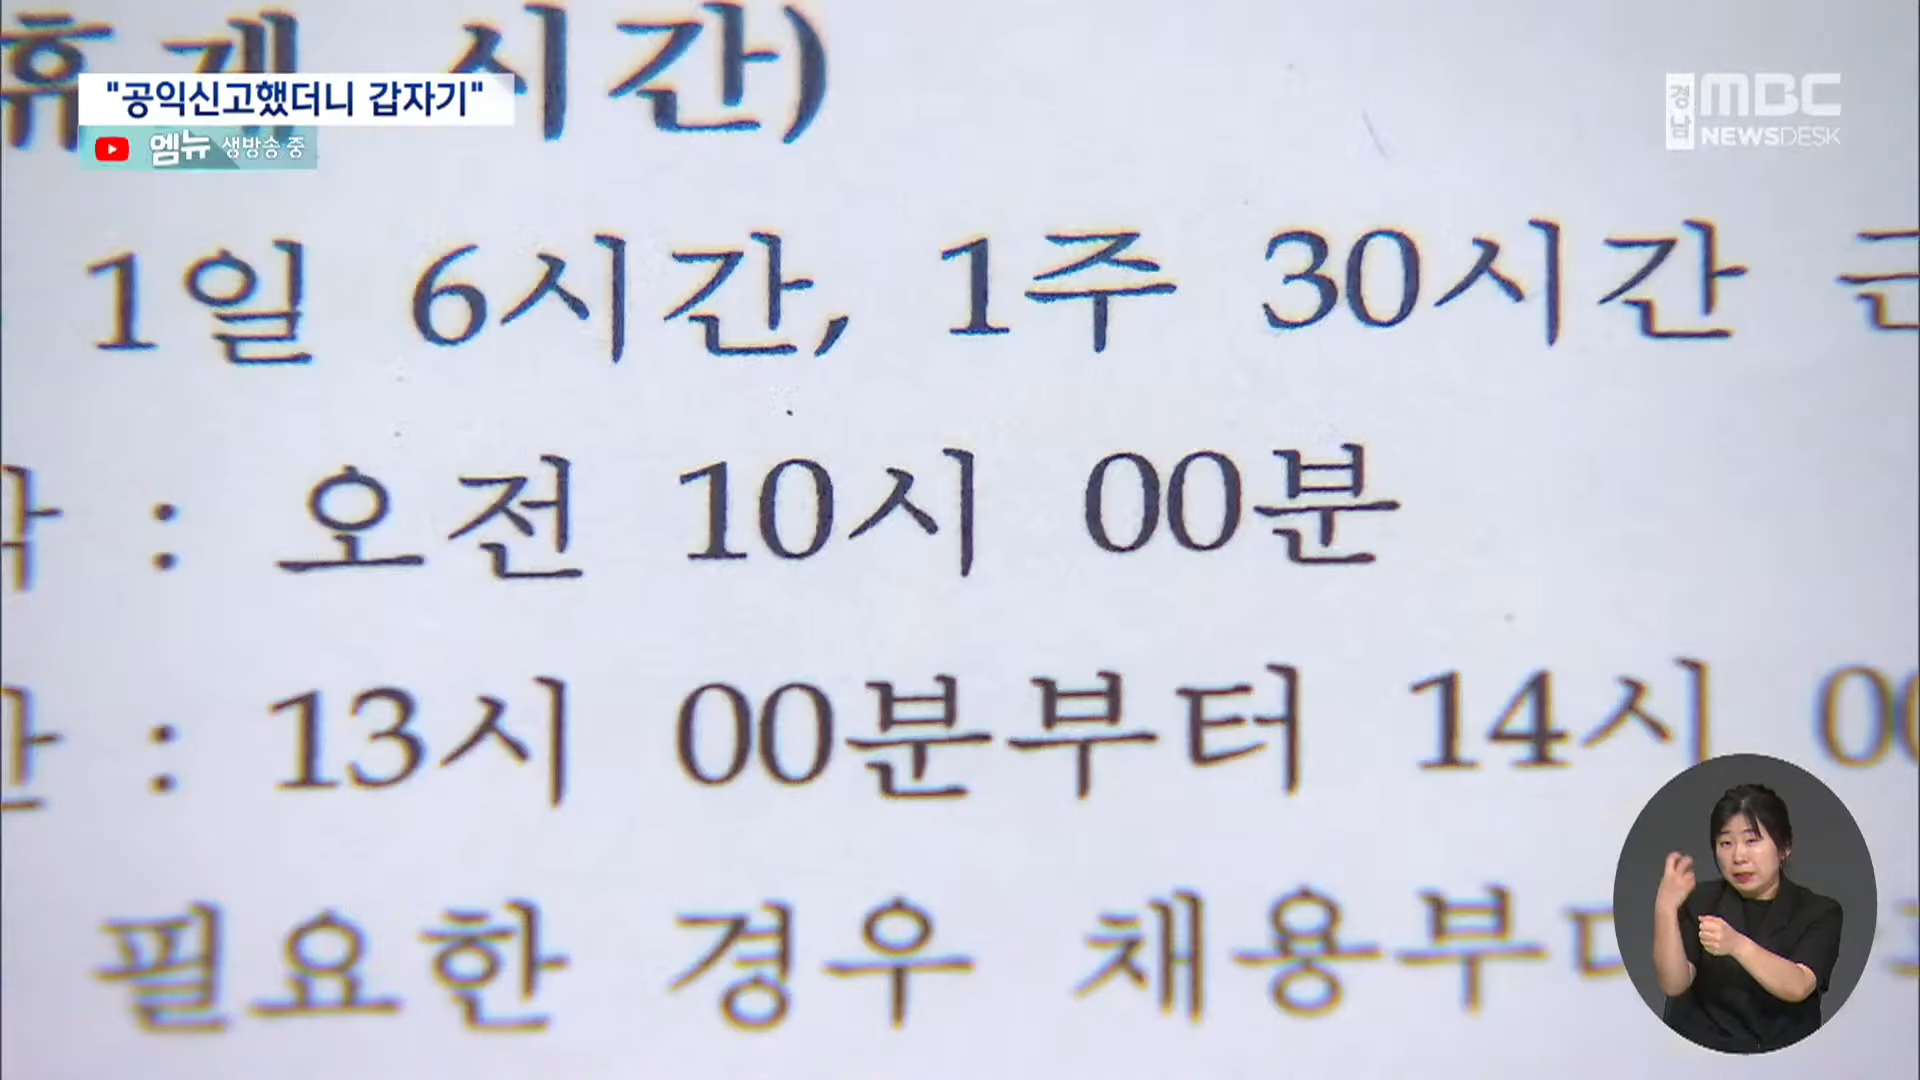 휴게 시간)
"공익신고했더니 갑자기"
엠뉴 생방송 중
경남 MBC
NEWSDESK
1일 6시간, 1주 30시간
: 오전 10시 00분
: 13시 00분부터 14시 00
필요한 경우